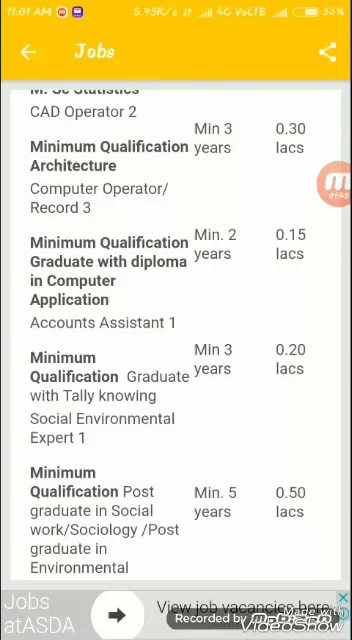 11:01 AM
5.95K/s
4G VoLTE
55%
Jobs
M. Sc Statistics
CAD Operator 2
Min 3 years
0.30 lacs
Minimum Qualification
Architecture
Computer Operator/
Record 3
Min. 2 years
0.15 lacs
Minimum Qualification
Graduate with diploma
in Computer
Application
Accounts Assistant 1
Min 3 years
0.20 lacs
Minimum
Qualification Graduate
with Tally knowing
Social Environmental
Expert 1
Min. 5 years
0.50 lacs
Minimum
Qualification Post
graduate in Social
work/Sociology /Post
graduate in
Environmental
01:45
Jobs
atASDA
View job vacancies here
Recorded by
Made with
VideoShow